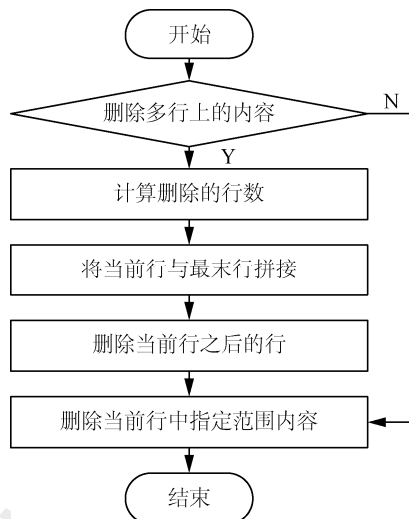 开始
删除多行上的内容
N
Y
计算删除的行数
将当前行与最末行拼接
删除当前行之后的行
删除当前行中指定范围内容
结束